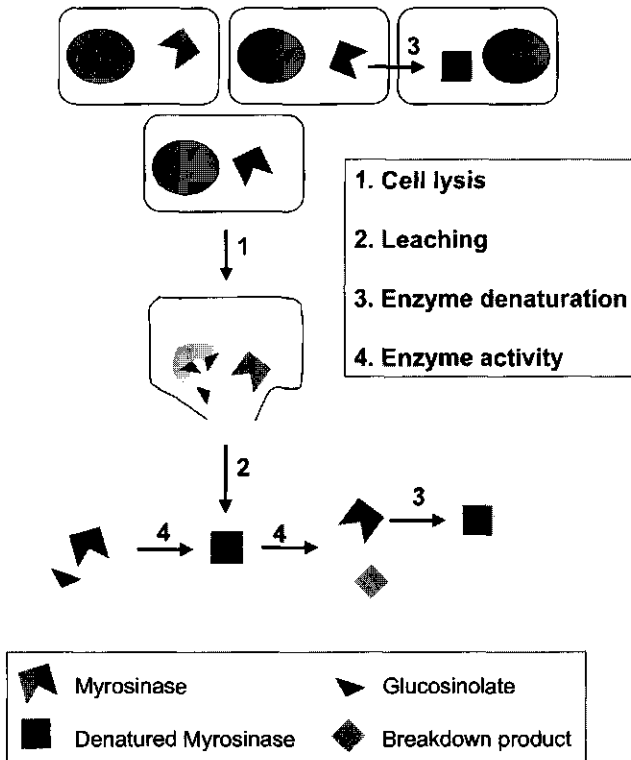 3
1. Cell lysis
2. Leaching
1
3. Enzyme denaturation
4. Enzyme activity
2
4
4
3
Myrosinase
Glucosinolate
Denatured Myrosinase
Breakdown product